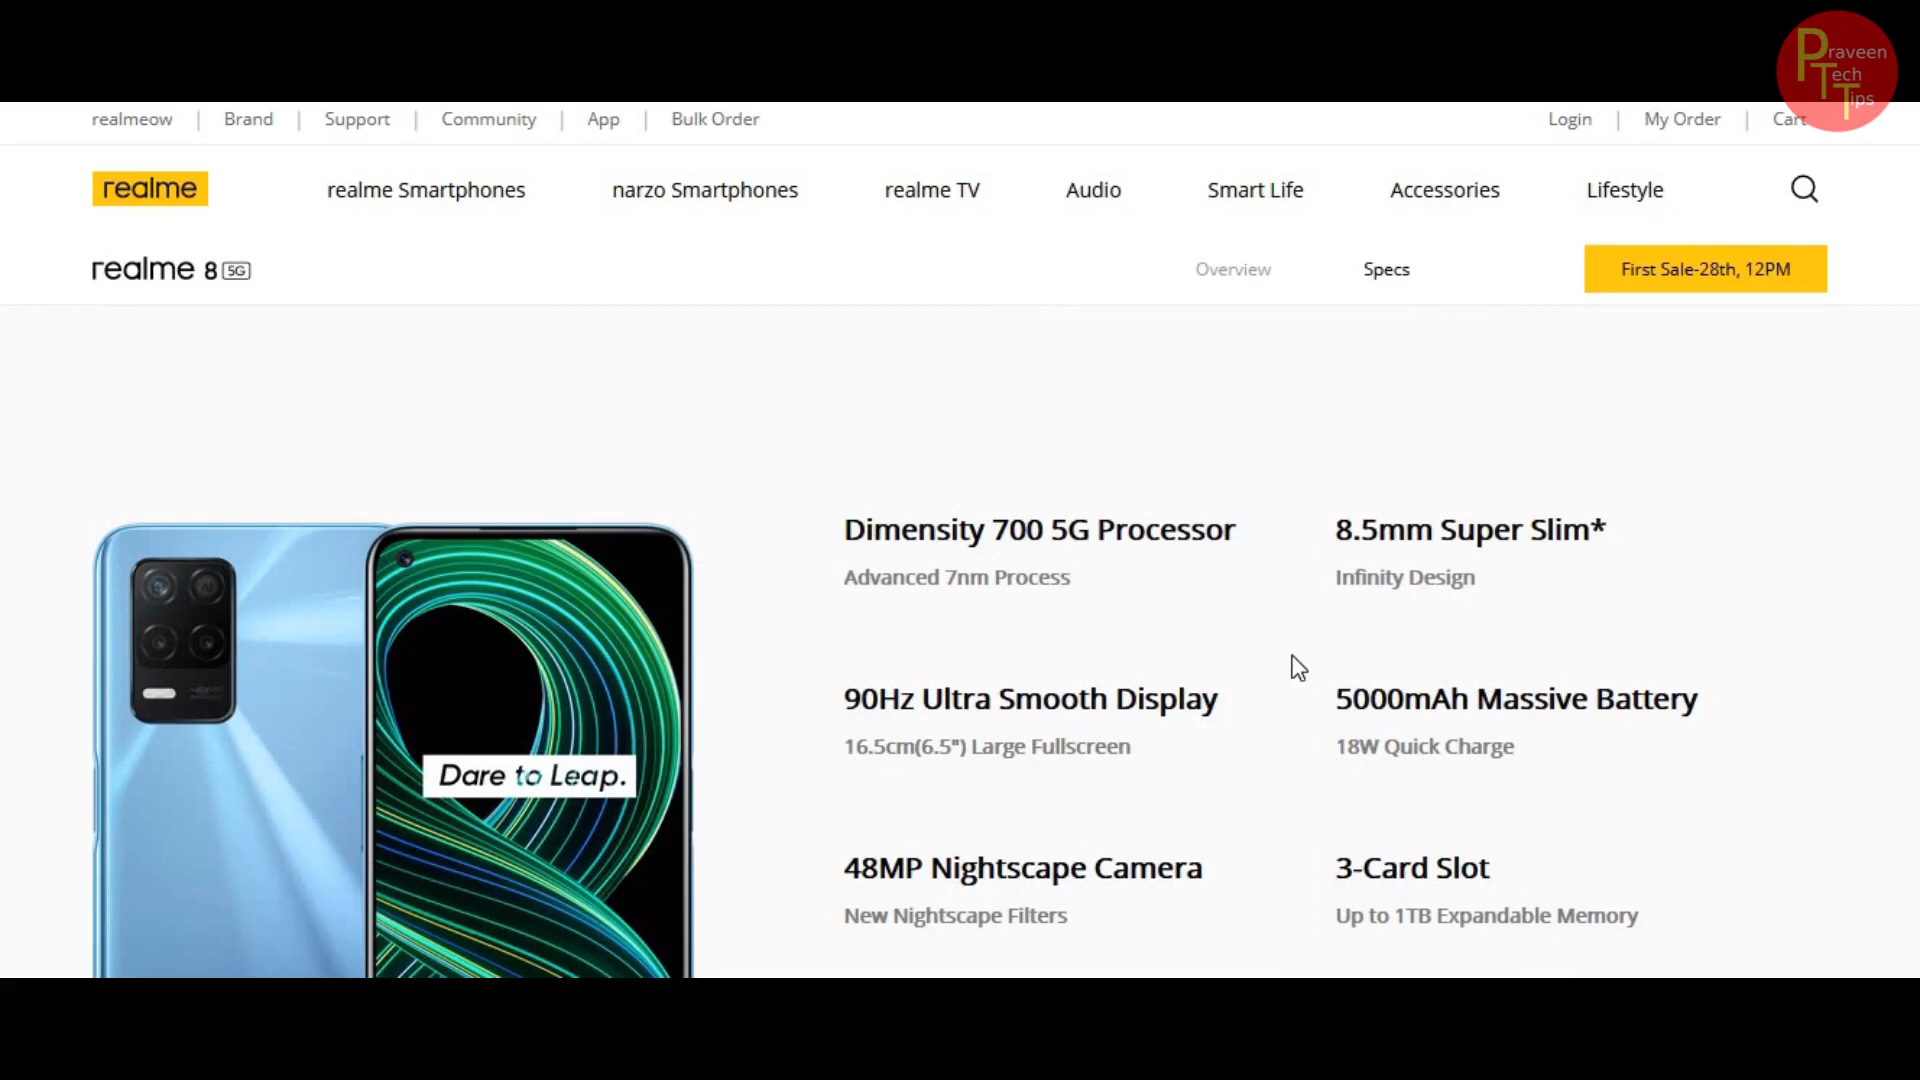 Praveen
Tech
Tips
realmeow | Brand | Support | Community | App | Bulk Order
Login | My Order | Cart
realme
realme Smartphones
narzo Smartphones
realme TV
Audio
Smart Life
Accessories
Lifestyle
realme 8 5G
Overview
Specs
First Sale-28th, 12PM
Dimensity 700 5G Processor
Advanced 7nm Process
8.5mm Super Slim*
Infinity Design
90Hz Ultra Smooth Display
16.5cm(6.5") Large Fullscreen
5000mAh Massive Battery
18W Quick Charge
48MP Nightscape Camera
New Nightscape Filters
3-Card Slot
Up to 1TB Expandable Memory
Dare to Leap.